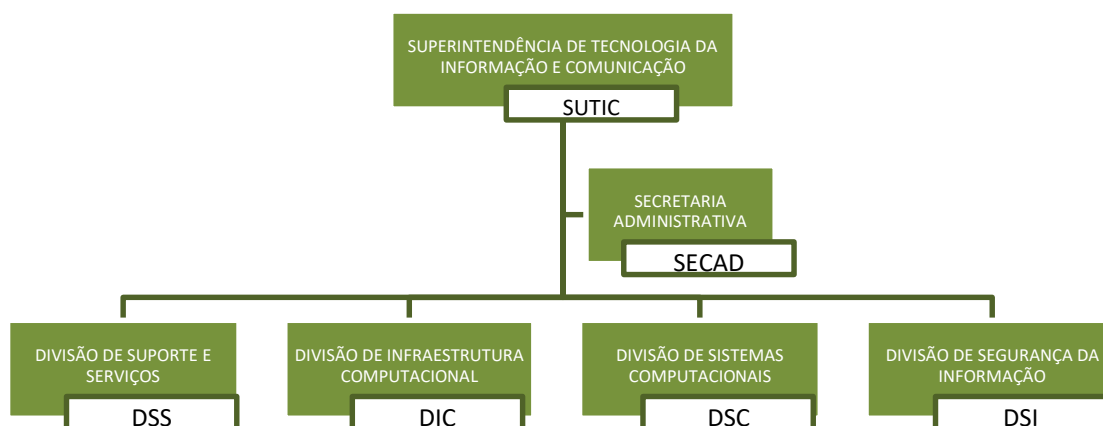 SUPERINTENDÊNCIA DE TECNOLOGIA DA
INFORMAÇÃO E COMUNICAÇÃO
SUTIC
SECRETARIA
ADMINISTRATIVA
SECAD
DIVISÃO DE SUPORTE E
SERVIÇOS
DSS
DIVISÃO DE INFRAESTRUTURA
COMPUTACIONAL
DIC
DIVISÃO DE SISTEMAS
COMPUTACIONAIS
DSC
DIVISÃO DE SEGURANÇA DA
INFORMAÇÃO
DSI